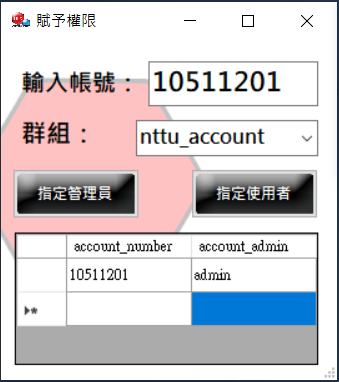 賦予權限
輸入帳號： 10511201
群組： nttu_account
指定管理員 指定使用者
account_number account_admin
10511201 admin